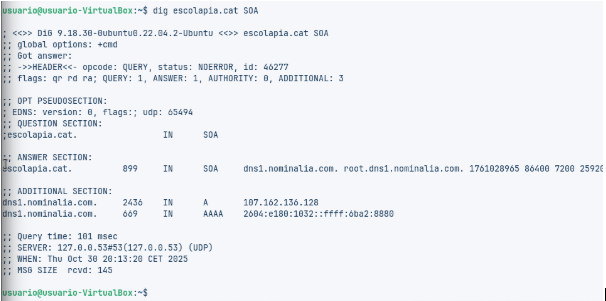 usuario@usuario-VirtualBox:~$ dig escolapia.cat SOA
; <<>> DiG 9.18.30-0ubuntu0.22.04.2-Ubuntu <<>> escolapia.cat SOA
;; global options: +cmd
;; Got answer:
;; ->>HEADER<<- opcode: QUERY, status: NOERROR, id: 46277
;; flags: qr rd ra; QUERY: 1, ANSWER: 1, AUTHORITY: 0, ADDITIONAL: 3
;; OPT PSEUDOSECTION:
; EDNS: version: 0, flags:; udp: 65494
;; QUESTION SECTION:
;escolapia.cat. IN SOA
;; ANSWER SECTION:
escolapia.cat. 899 IN SOA dns1.nominalia.com. root.dns1.nominalia.com. 1761028965 86400 7200 25920
;; ADDITIONAL SECTION:
dns1.nominalia.com. 2436 IN A 107.162.136.128
dns1.nominalia.com. 669 IN AAAA 2604:e180:1032::ffff:6ba2:8880
;; Query time: 101 msec
;; SERVER: 127.0.0.53#53(127.0.0.53) (UDP)
;; WHEN: Thu Oct 30 20:13:20 CET 2025
;; MSG SIZE rcvd: 145
usuario@usuario-VirtualBox:~$